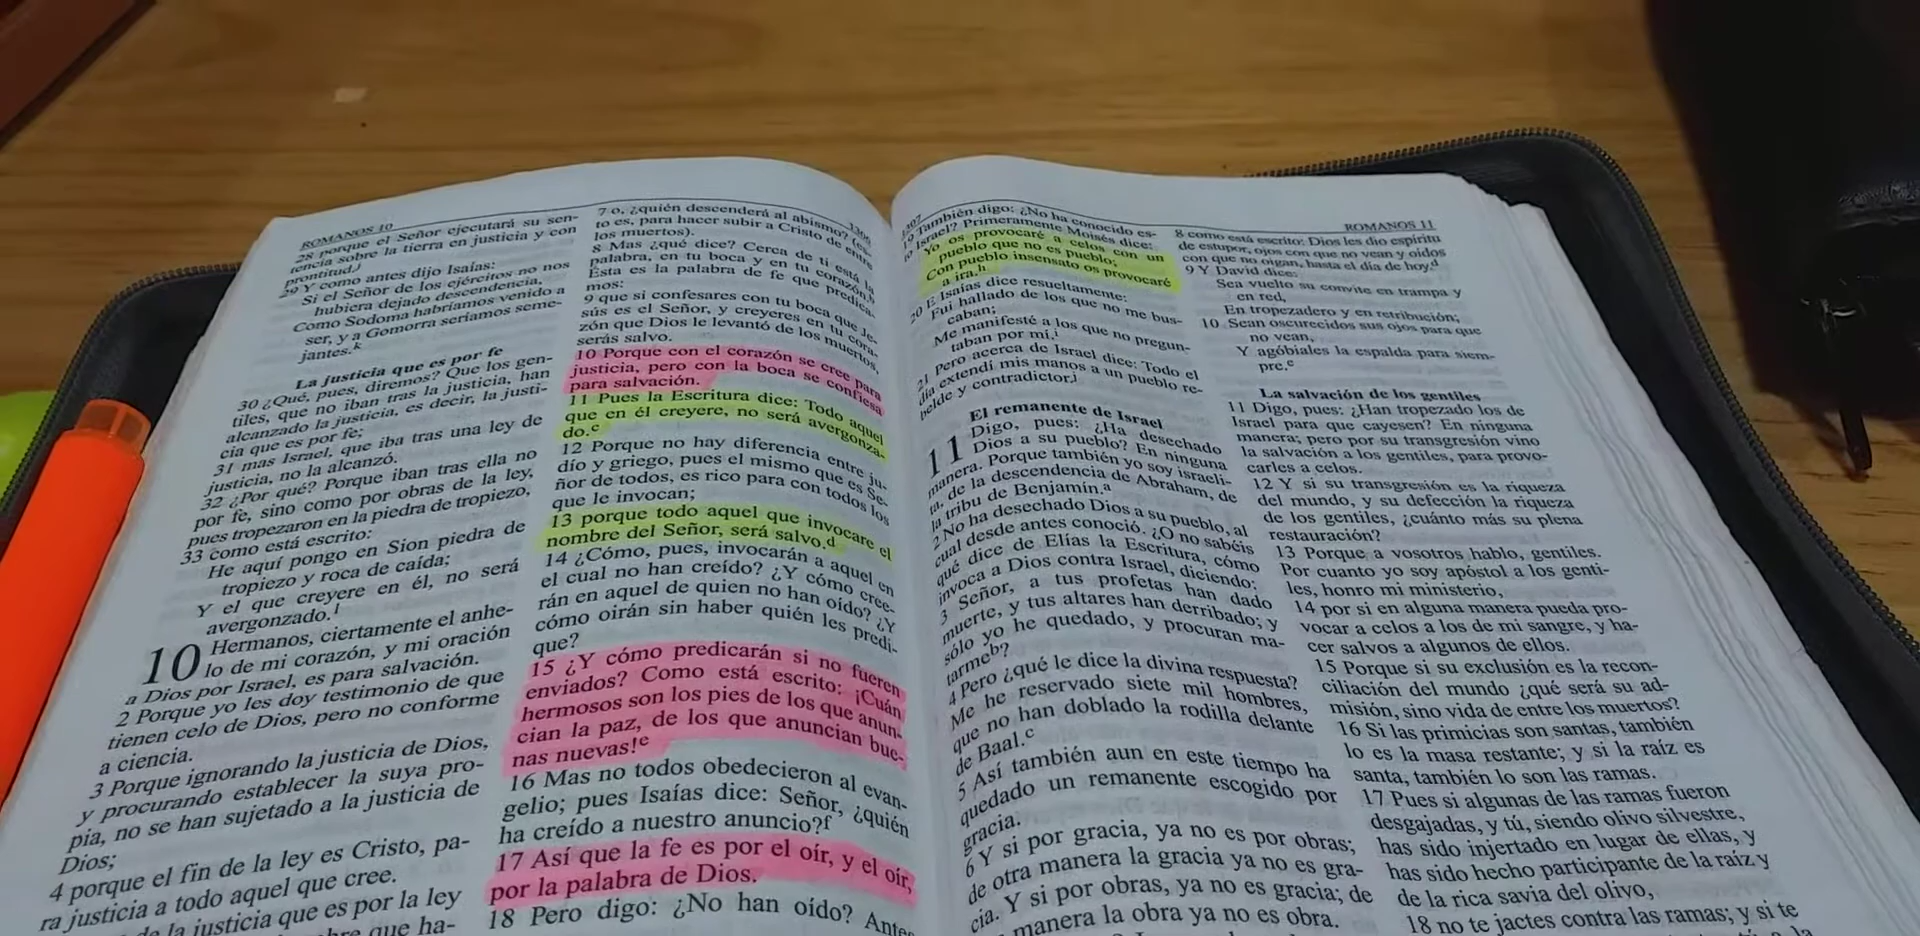 ROMANOS 10
28 porque el Señor ejecutará su sen-
tencia sobre la tierra en justicia y con
prontitud.j
29 Y como antes dijo Isaías:
Si el Señor de los ejércitos no nos
hubiera dejado descendencia,
Como Sodoma habríamos venido a
ser, y a Gomorra seríamos seme-
jantes.k
La justicia que es por fe
30 ¿Qué, pues, diremos? Que los gen-
tiles, que no iban tras la justicia, han
alcanzado la justicia, es decir, la justi-
cia que es por fe;
31 mas Israel, que iba tras una ley de
justicia, no la alcanzó.
32 ¿Por qué? Porque iban tras ella no
por fe, sino como por obras de la ley,
pues tropezaron en la piedra de tropiezo,
33 como está escrito:
He aquí pongo en Sion piedra de
tropiezo y roca de caída;
Y el que creyere en él, no será
avergonzado.l
10 Hermanos, ciertamente el anhe-
lo de mi corazón, y mi oración
a Dios por Israel, es para salvación.
2 Porque yo les doy testimonio de que
tienen celo de Dios, pero no conforme
a ciencia.
3 Porque ignorando la justicia de Dios,
y procurando establecer la suya pro-
pia, no se han sujetado a la justicia de
Dios;
4 porque el fin de la ley es Cristo, pa-
ra justicia a todo aquel que cree.
la justicia que es por la ley
que ha-
1306
7 o, ¿quién descenderá al abismo? (es-
to es, para hacer subir a Cristo de entre
los muertos).
8 Mas ¿qué dice? Cerca de ti está la
palabra, en tu boca y en tu corazón.b
Esta es la palabra de fe que predica-
9 que si confesares con tu boca que Je-
sús es el Señor, y creyeres en tu cora-
zón que Dios le levantó de los muertos,
serás salvo.
10 Porque con el corazón se cree para
justicia, pero con la boca se confiesa
para salvación.
11 Pues la Escritura dice: Todo aquel
que en él creyere, no será avergonza-
do.c
12 Porque no hay diferencia entre ju-
dío y griego, pues el mismo que es Se-
ñor de todos, es rico para con todos los
que le invocan;
13 porque todo aquel que invocare el
nombre del Señor, será salvo.d
14 ¿Cómo, pues, invocarán a aquel en
el cual no han creído? ¿Y cómo cree-
rán en aquel de quien no han oído? ¿Y
cómo oirán sin haber quién les predi-
que?
15 ¿Y cómo predicarán si no fueren
enviados? Como está escrito: ¡Cuán
hermosos son los pies de los que anun-
cian la paz, de los que anuncian bue-
nas nuevas!e
16 Mas no todos obedecieron al evan-
gelio; pues Isaías dice: Señor, ¿quién
ha creído a nuestro anuncio?f
17 Así que la fe es por el oír, y el oír,
por la palabra de Dios.
18 Pero digo: ¿No han oído? Antes
1307
19 También digo: ¿No ha conocido es-
to Israel? Primeramente Moisés dice:
Yo os provocaré a celos con un
pueblo que no es pueblo;
Con pueblo insensato os provocaré
a ira.h
20 E Isaías dice resueltamente:
Fui hallado de los que no me bus-
caban;
Me manifesté a los que no pregun-
taban por mí.i
21 Pero acerca de Israel dice: Todo el
día extendí mis manos a un pueblo re-
belde y contradictor.j
El remanente de Israel
11 Digo, pues: ¿Ha desechado
Dios a su pueblo? En ninguna
manera. Porque también yo soy israeli-
ta, de la descendencia de Abraham, de
la tribu de Benjamín.a
2 No ha desechado Dios a su pueblo, al
cual desde antes conoció. ¿O no sabéis
qué dice de Elías la Escritura, cómo
invoca a Dios contra Israel, diciendo:
3 Señor, a tus profetas han dado
muerte, y tus altares han derribado; y
sólo yo he quedado, y procuran ma-
tarmeb?
4 Pero ¿qué le dice la divina respuesta?
Me he reservado siete mil hombres,
que no han doblado la rodilla delante
de Baal.c
5 Así también aun en este tiempo ha
quedado un remanente escogido por
gracia.
6 Y si por gracia, ya no es por obras;
de otra manera la gracia ya no es gra-
cia. Y si por obras, ya no es gracia; de
manera la obra ya no es obra.
ROMANOS 11
8 como está escrito: Dios les dio espíritu
de estupor, ojos con que no vean y oídos
con que no oigan, hasta el día de hoy.d
9 Y David dice:
Sea vuelto su convite en trampa y
en red,
En tropezadero y en retribución;
10 Sean oscurecidos sus ojos para que
no vean,
Y agóbiales la espalda para siem-
pre.e
La salvación de los gentiles
11 Digo, pues: ¿Han tropezado los de
Israel para que cayesen? En ninguna
manera; pero por su transgresión vino
la salvación a los gentiles, para provo-
carles a celos.
12 Y si su transgresión es la riqueza
del mundo, y su defección la riqueza
de los gentiles, ¿cuánto más su plena
restauración?
13 Porque a vosotros hablo, gentiles.
Por cuanto yo soy apóstol a los genti-
les, honro mi ministerio,
14 por si en alguna manera pueda pro-
vocar a celos a los de mi sangre, y ha-
cer salvos a algunos de ellos.
15 Porque si su exclusión es la recon-
ciliación del mundo ¿qué será su ad-
misión, sino vida de entre los muertos?
16 Si las primicias son santas, también
lo es la masa restante; y si la raíz es
santa, también lo son las ramas.
17 Pues si algunas de las ramas fueron
desgajadas, y tú, siendo olivo silvestre,
has sido injertado en lugar de ellas, y
has sido hecho participante de la raíz y
de la rica savia del olivo,
18 no te jactes contra las ramas; y si te